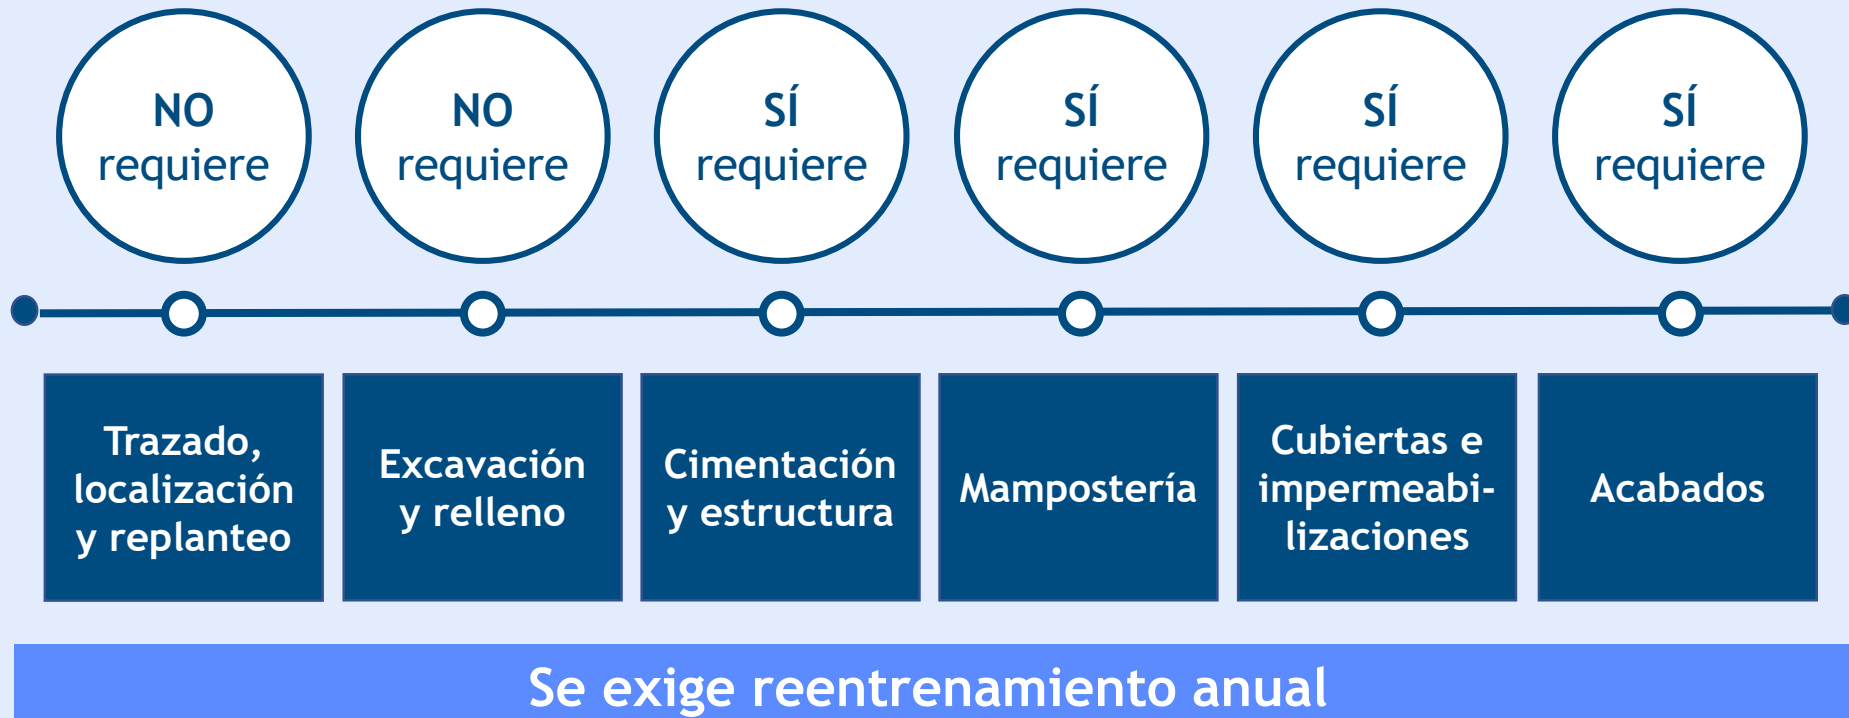 NO
requiere
NO
requiere
SÍ
requiere
SÍ
requiere
SÍ
requiere
SÍ
requiere
Trazado,
localización
y replanteo
Excavación
y relleno
Cimentación
y estructura
Mampostería
Cubiertas e
impermeabi-
lizaciones
Acabados
Se exige reentrenamiento anual